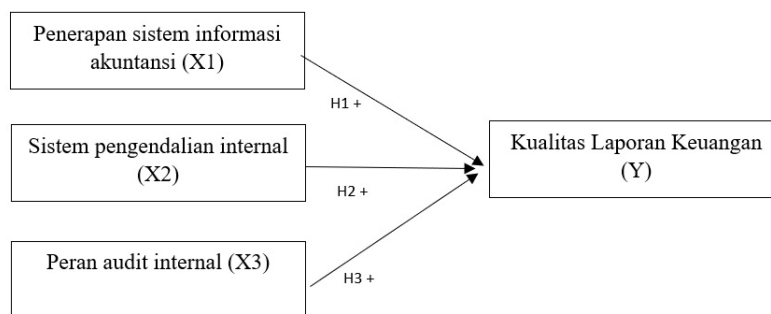 Penerapan sistem informasi
akuntansi (X1)
H1 +
Sistem pengendalian internal
(X2)
H2 +
Kualitas Laporan Keuangan
(Y)
Peran audit internal (X3)
H3 +